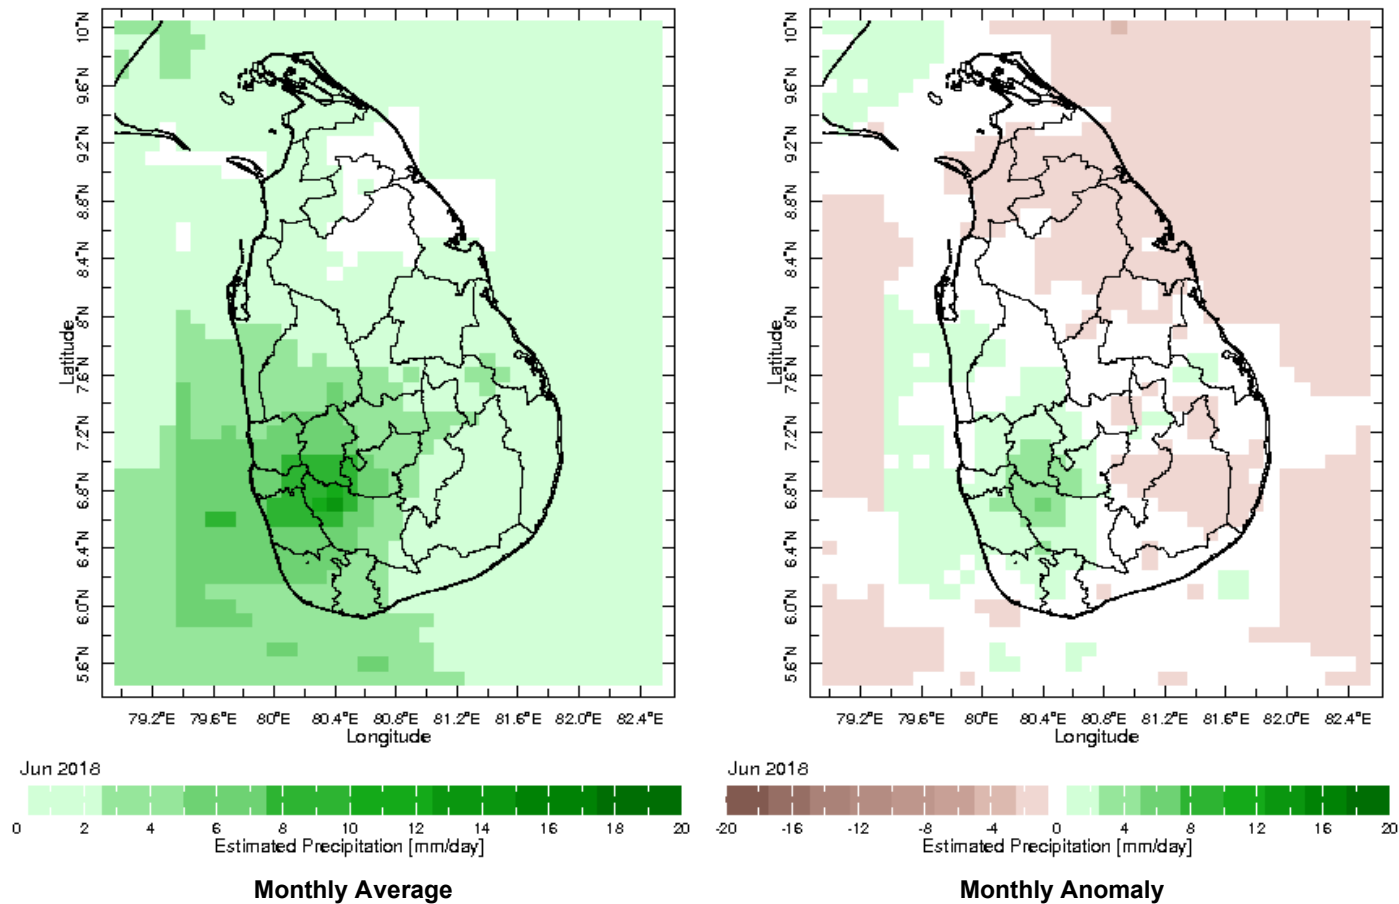 10°N
9.6°N
9.2°N
8.8°N
8.4°N
8°N
7.6°N
7.2°N
6.8°N
6.4°N
6.0°N
5.6°N
Latitude
79.2°E 79.6°E 80°E 80.4°E 80.8°E 81.2°E 81.6°E 82.0°E 82.4°E
Longitude
Jun 2018
0 2 4 6 8 10 12 14 16 18 20
Estimated Precipitation [mm/day]
Monthly Average
10°N
9.6°N
9.2°N
8.8°N
8.4°N
8°N
7.6°N
7.2°N
6.8°N
6.4°N
6.0°N
5.6°N
Latitude
79.2°E 79.6°E 80°E 80.4°E 80.8°E 81.2°E 81.6°E 82.0°E 82.4°E
Longitude
Jun 2018
-20 -16 -12 -8 -4 0 4 8 12 16 20
Estimated Precipitation [mm/day]
Monthly Anomaly